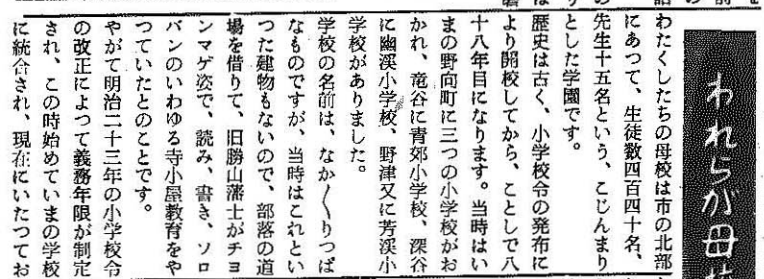 われらが母
わたくしたちの母校は市の北部
にあつて、生徒数四百四十名、
先生十五名という、こじんまり
とした学園です。
歴史は古く、小学校令の発布に
より開校してから、ことしで八
十八年目になります。当時はい
まの野向町に三つの小学校がお
かれ、竜谷に青郊小学校、深谷
に幽渓小学校、野津又に芳渓小
学校がありました。
学校の名前は、なか〳〵りつぱ
なものですが、当時はこれとい
つた建物もないので、部落の道
場を借りて、旧勝山藩士がチヨ
ンマゲ姿で、読み、書き、ソロ
バンのいわゆる寺小屋教育をや
つていたとのことです。
やがて明治二十三年の小学校令
の改正によつて義務年限が制定
され、この時始めていまの学校
に統合され、現在にいたつてお